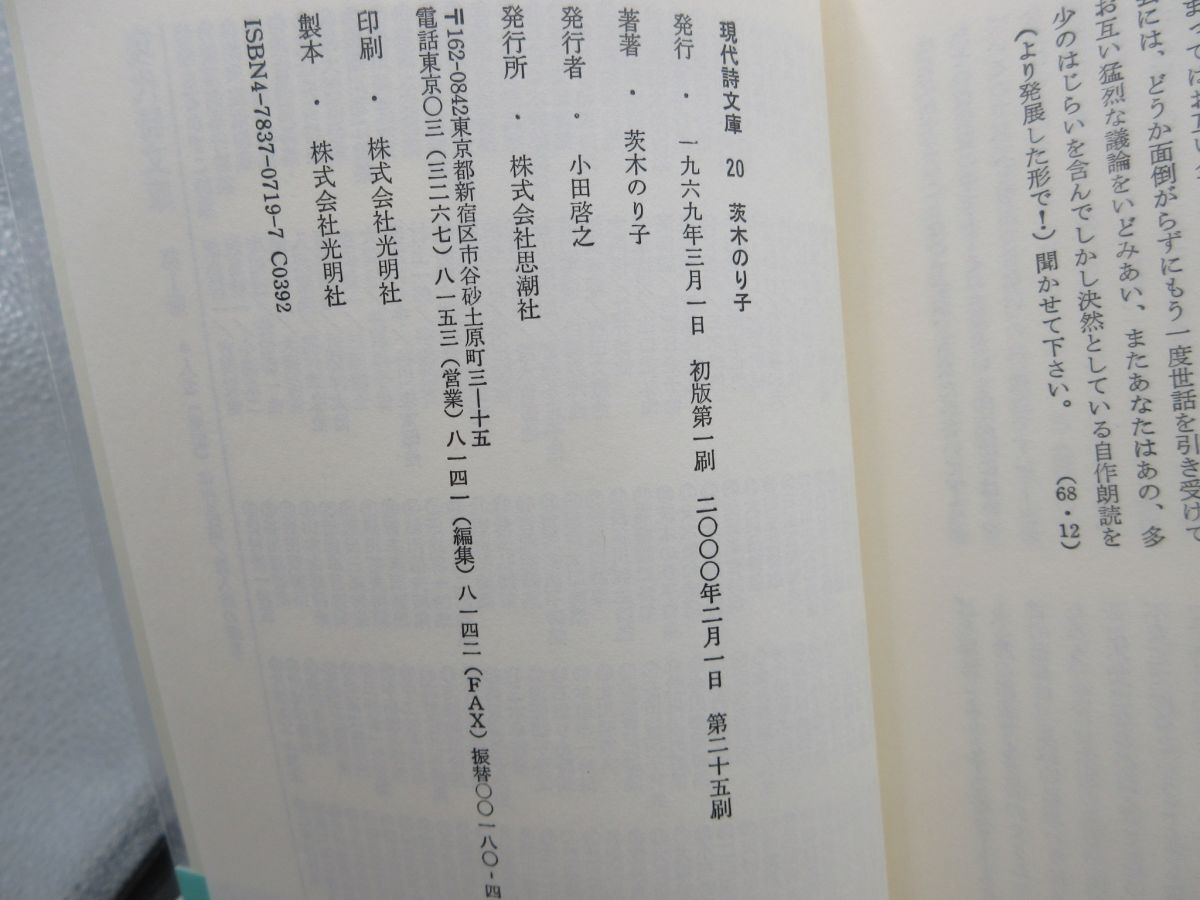 会には、どうか面倒がらずにもう一度世話を引き受けて
お互い猛烈な議論をいどみあい、またあなたはあの、多
少のはじらいを含んでしかし決然としている自作朗読を
（より発展した形で！）聞かせて下さい。　（68・12）
現代詩文庫　20　茨木のり子
発行・一九六九年三月一日　初版第一刷　二〇〇〇年二月一日　第二十五刷
著著・茨木のり子
発行者・小田啓之
発行所・株式会社思潮社
〒162-0842東京都新宿区市谷砂土原町三—十五
電話東京〇三（三二六七）八一五三（営業）八一四一（編集）八一四二（FAX）振替〇〇一八〇-四
印刷・株式会社光明社
製本・株式会社光明社
ISBN4-7837-0719-7 C0392